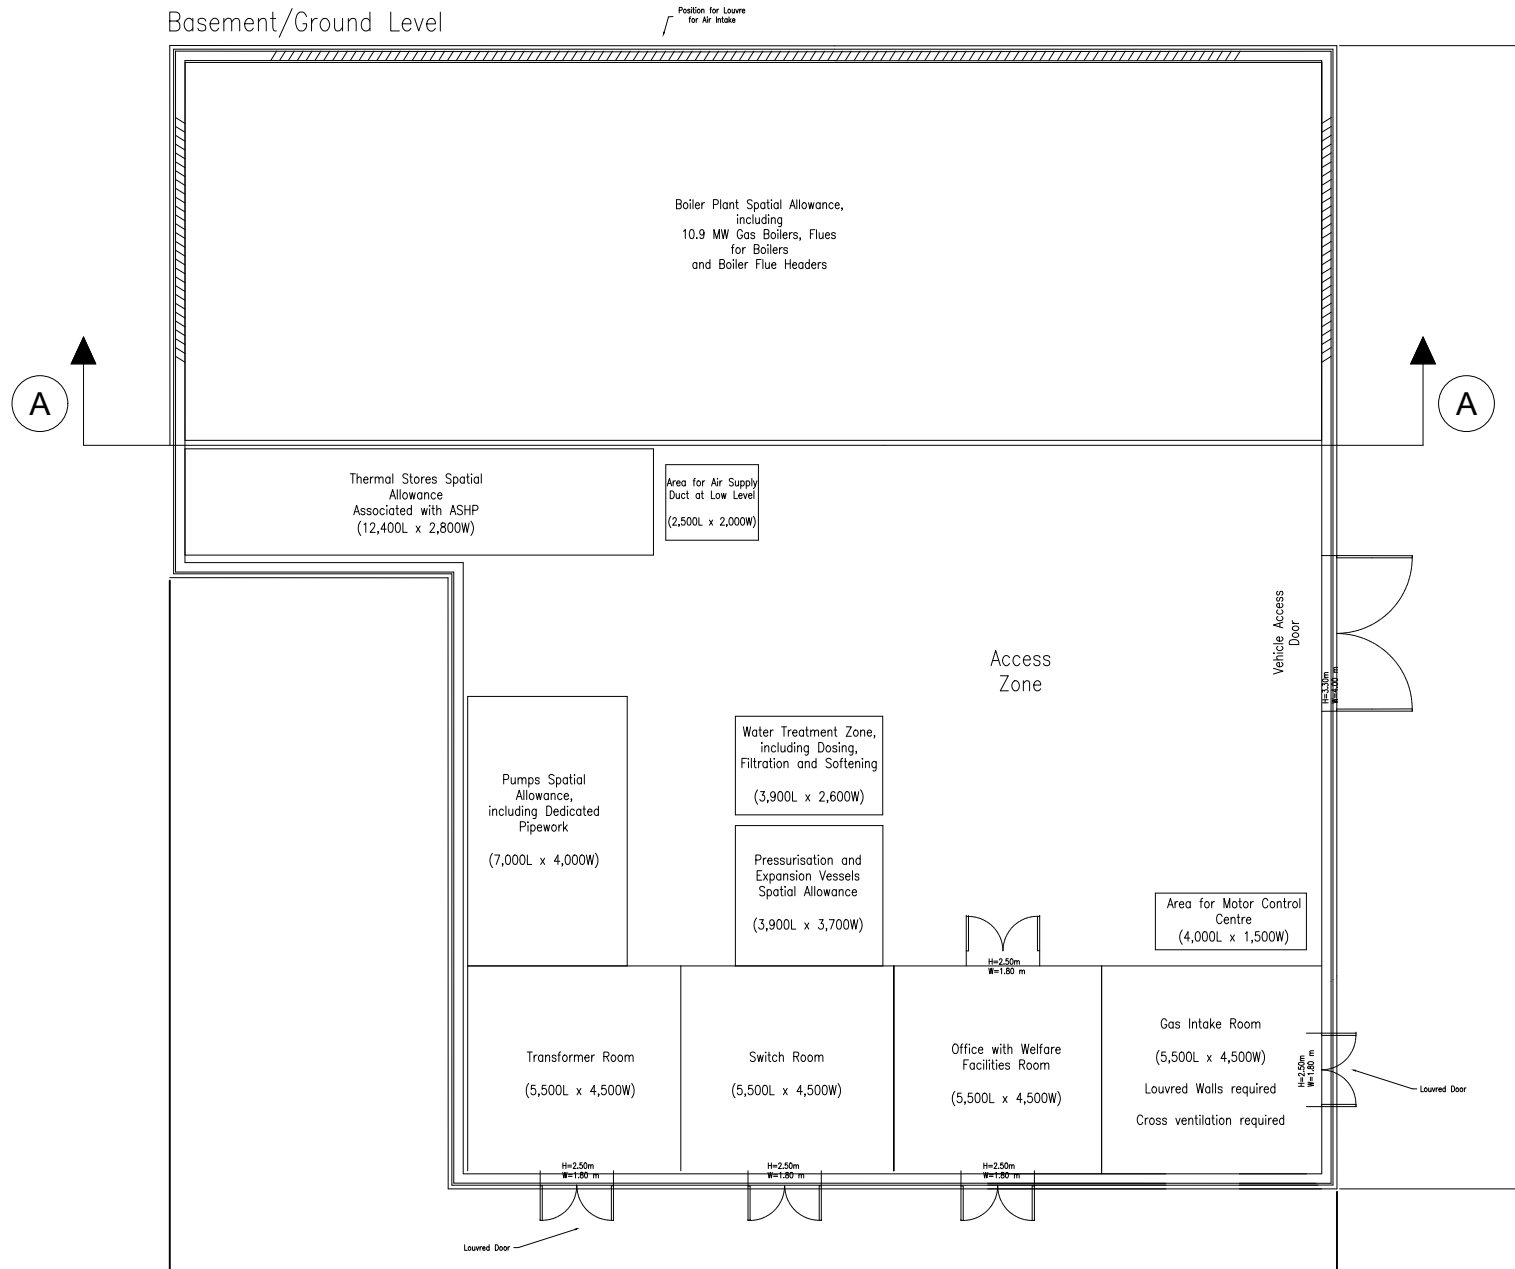 Basement/Ground Level
Position for Louvre
for Air Intake
Boiler Plant Spatial Allowance,
including
10.9 MW Gas Boilers, Flues
for Boilers
and Boiler Flue Headers
A
A
Thermal Stores Spatial
Allowance
Associated with ASHP
(12,400L x 2,800W)
Area for Air Supply
Duct at Low Level
(2,500L x 2,000W)
Vehicle Access
Door
H=3.30m
W=4.00 m
Access
Zone
Pumps Spatial
Allowance,
including Dedicated
Pipework
(7,000L x 4,000W)
Water Treatment Zone,
including Dosing,
Filtration and Softening
(3,900L x 2,600W)
Pressurisation and
Expansion Vessels
Spatial Allowance
(3,900L x 3,700W)
Area for Motor Control
Centre
(4,000L x 1,500W)
H=2.50m
W=1.80 m
Transformer Room
(5,500L x 4,500W)
Switch Room
(5,500L x 4,500W)
Office with Welfare
Facilities Room
(5,500L x 4,500W)
Gas Intake Room
(5,500L x 4,500W)
Louvred Walls required
Cross ventilation required
H=2.50m
W=1.80 m
Louvred Door
H=2.50m
W=1.80 m
H=2.50m
W=1.80 m
H=2.50m
W=1.80 m
Louvred Door